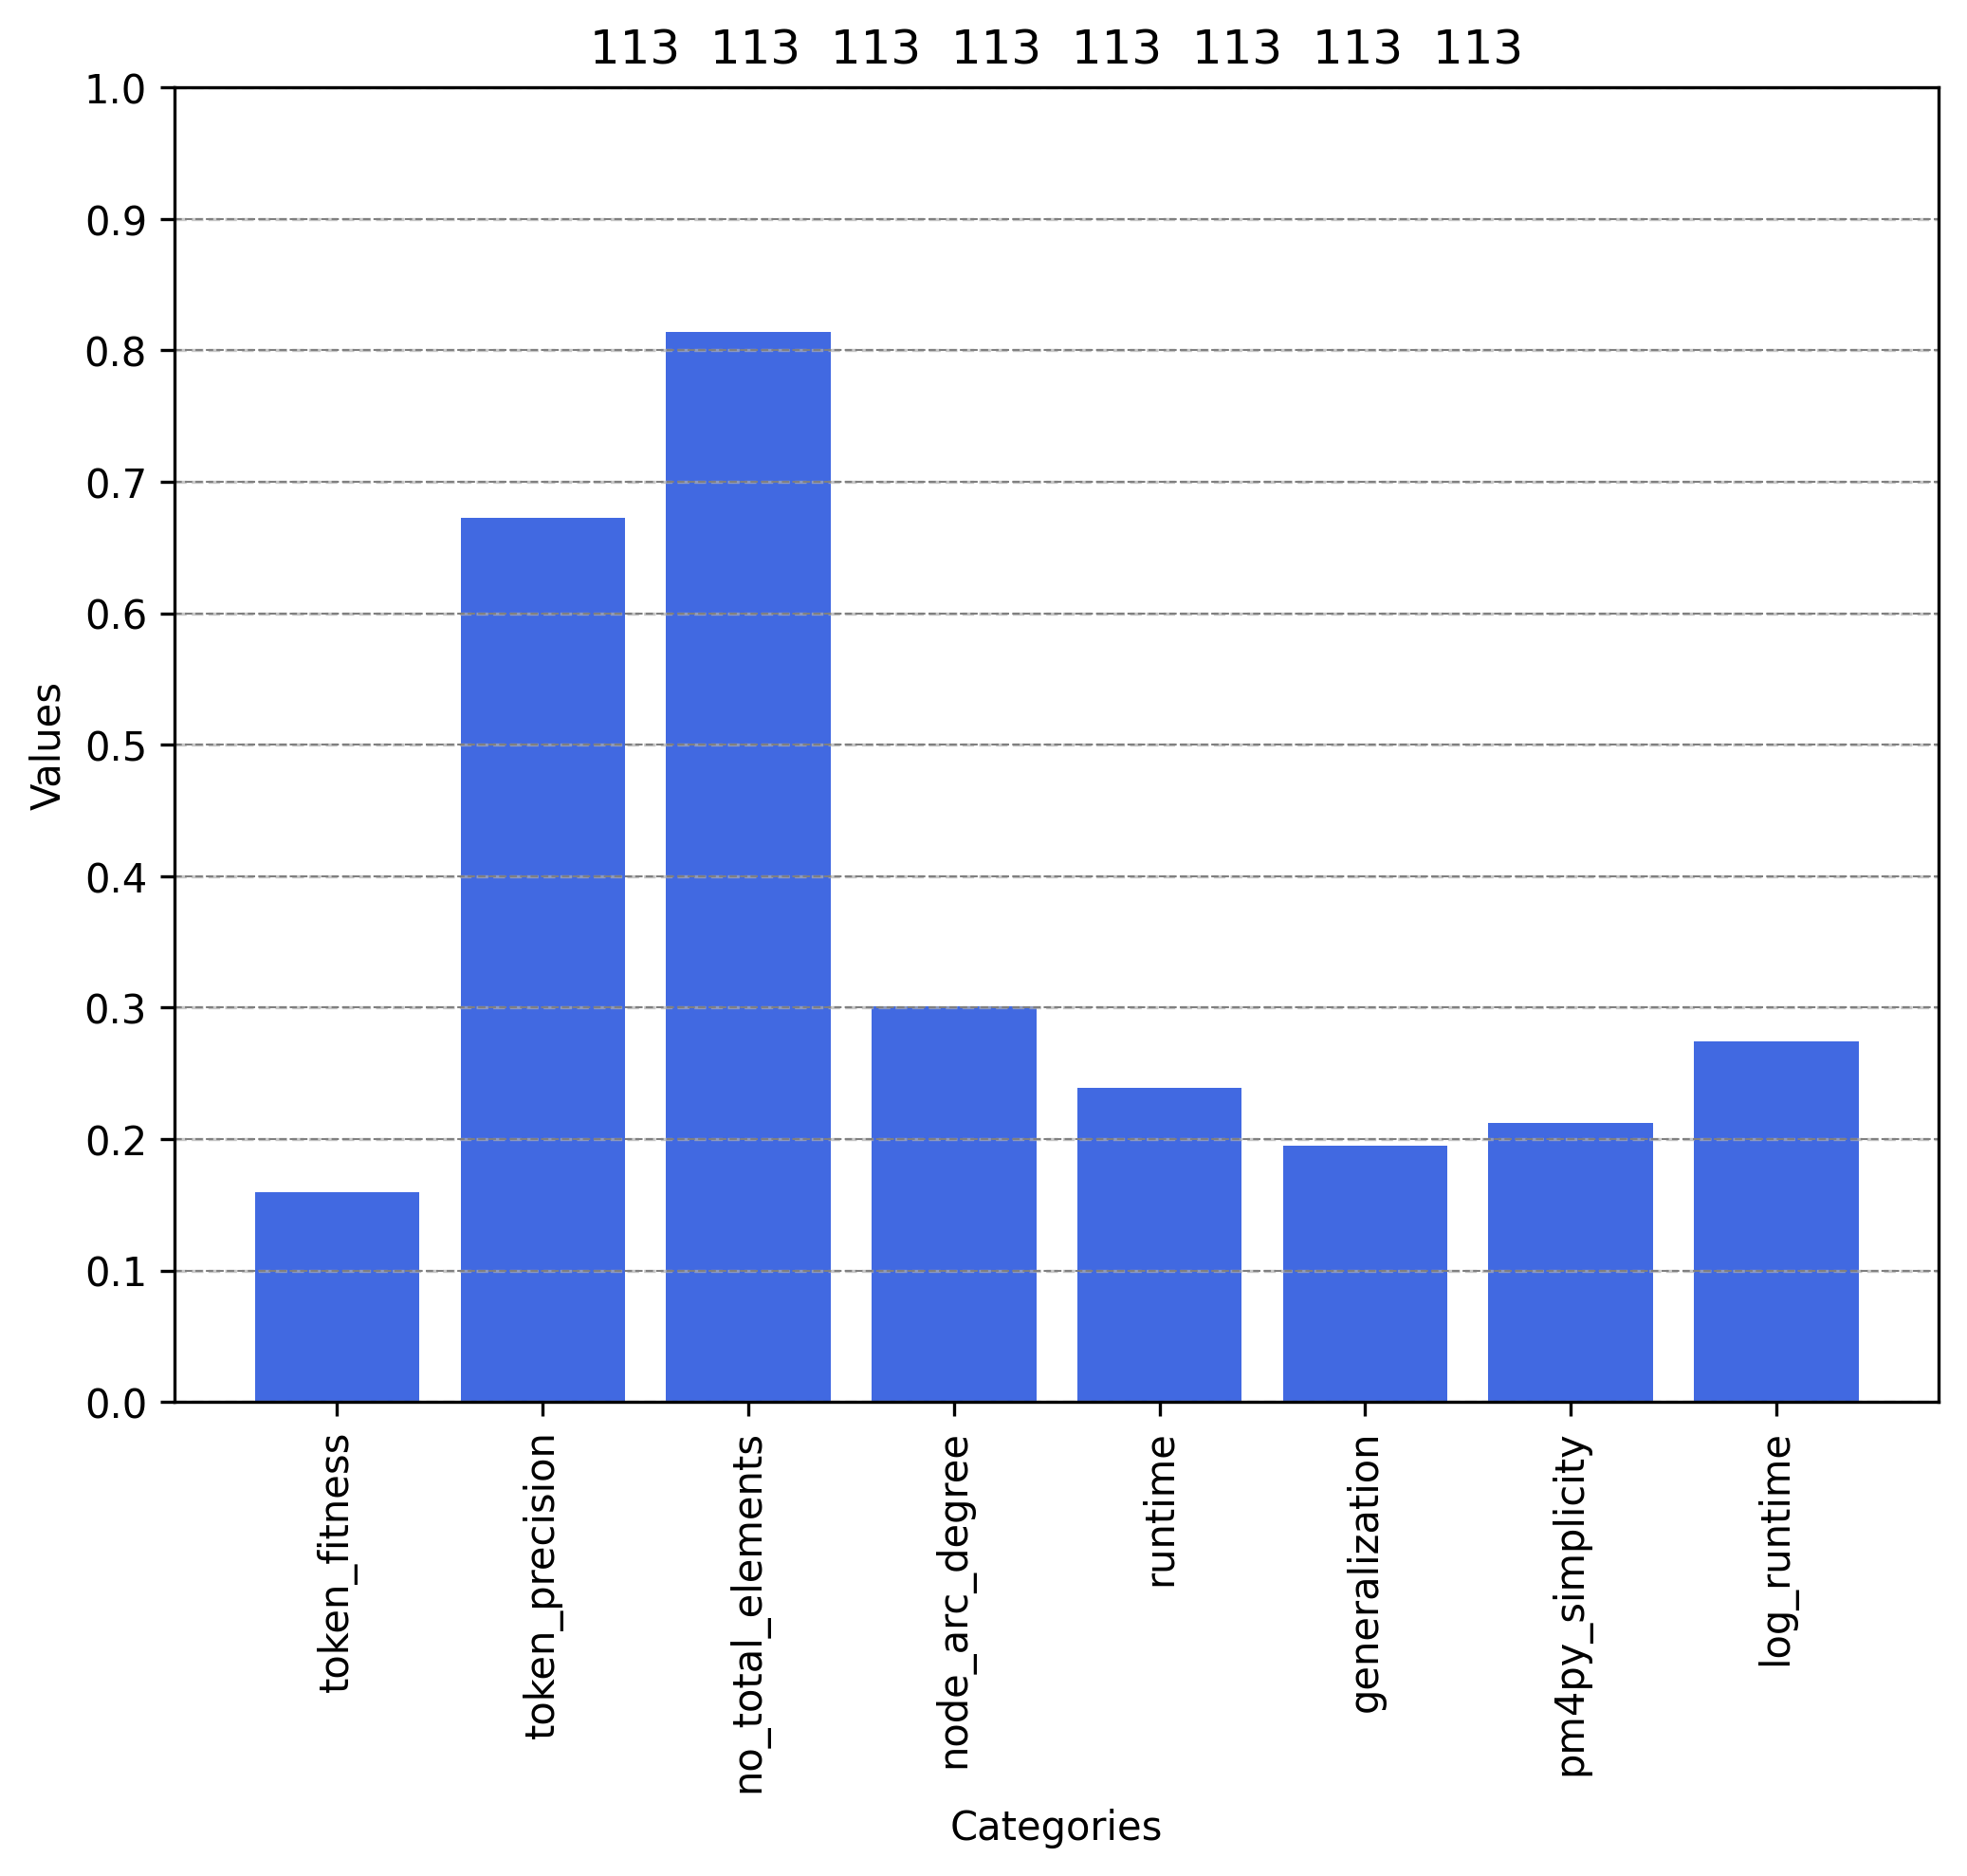 113 113 113 113 113 113 113 113
1.0
0.9
0.8
0.7
0.6
0.5
0.4
0.3
0.2
0.1
0.0
Values
token_fitness
token_precision
no_total_elements
node_arc_degree
runtime
generalization
pm4py_simplicity
log_runtime
Categories